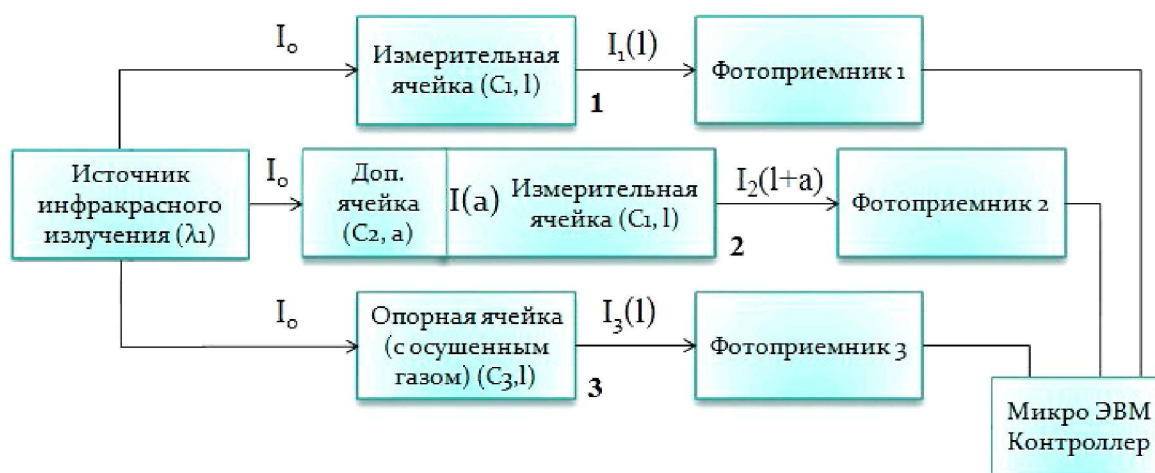 I₀
Измерительная
ячейка (C₁, l)
1
I₁(l)
Фотоприемник 1
Источник
инфракрасного
излучения (λ1)
I₀
Доп.
ячейка
(C2, a)
I(a)
Измерительная
ячейка (C1, l)
2
I₂(l+a)
Фотоприемник 2
I₀
Опорная ячейка
(с осушенным
газом) (C3,l)
3
I₃(l)
Фотоприемник 3
Микро ЭВМ
Контроллер